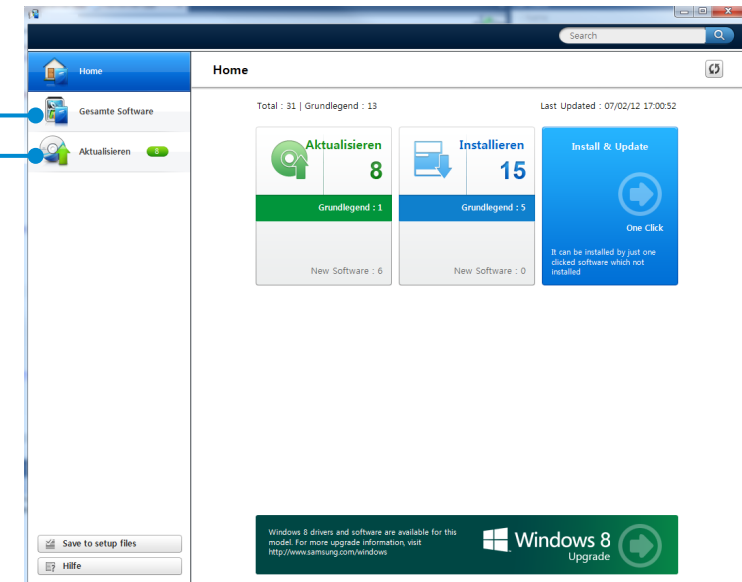 Search
Home
Gesamte Software
Aktualisieren 8
Save to setup files
Hilfe
Home
Total : 31 | Grundlegend : 13
Last Updated : 07/02/12 17:00:52
Aktualisieren
8
Grundlegend : 1
New Software : 6
Installieren
15
Grundlegend : 5
New Software : 0
Install & Update
One Click
It can be installed by just one
clicked software which not
installed
Windows 8 drivers and software are available for this
model. For more upgrade information, visit
http://www.samsung.com/windows
Windows 8
Upgrade